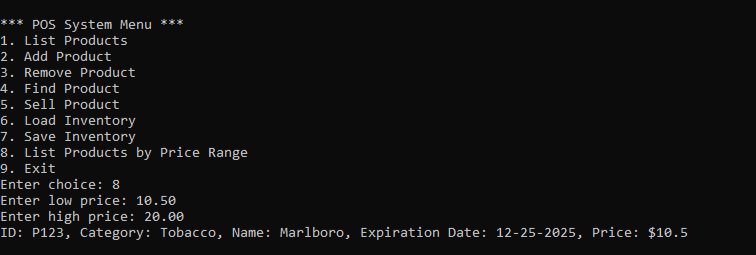 *** POS System Menu ***
1. List Products
2. Add Product
3. Remove Product
4. Find Product
5. Sell Product
6. Load Inventory
7. Save Inventory
8. List Products by Price Range
9. Exit
Enter choice: 8
Enter low price: 10.50
Enter high price: 20.00
ID: P123, Category: Tobacco, Name: Marlboro, Expiration Date: 12-25-2025, Price: $10.5